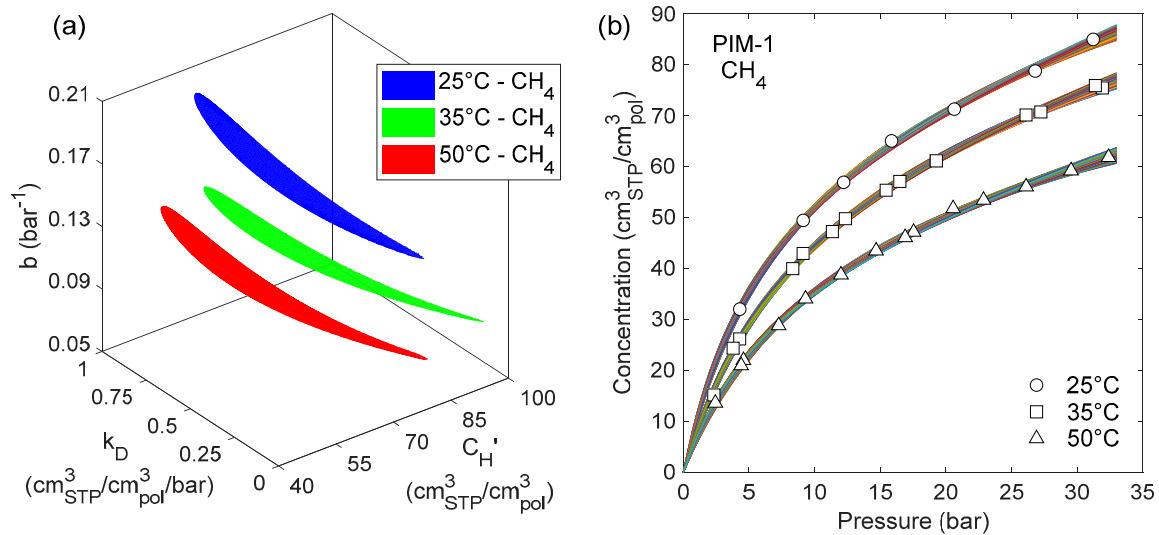 (a)
25°C - CH4
35°C - CH4
50°C - CH4
0.21
0.17
0.13
0.09
0.05
b (bar-1)
1
0.75
0.5
0.25
0
kD
(cm3STP/cm3pol/bar)
40
55
70
85
100
CH'
(cm3STP/cm3pol)
(b)
PIM-1
CH4
90
80
70
60
50
40
30
20
10
0
Concentration (cm3STP/cm3pol)
25°C
35°C
50°C
0 5 10 15 20 25 30 35
Pressure (bar)